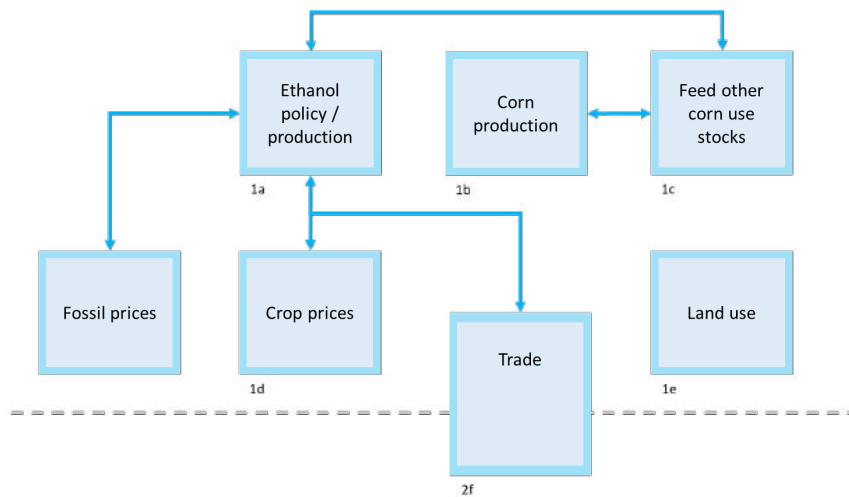 Ethanol
policy /
production
Corn
production
Feed other
corn use
stocks
1a
1b
1c
Fossil prices
Crop prices
Trade
Land use
1d
1e
2f